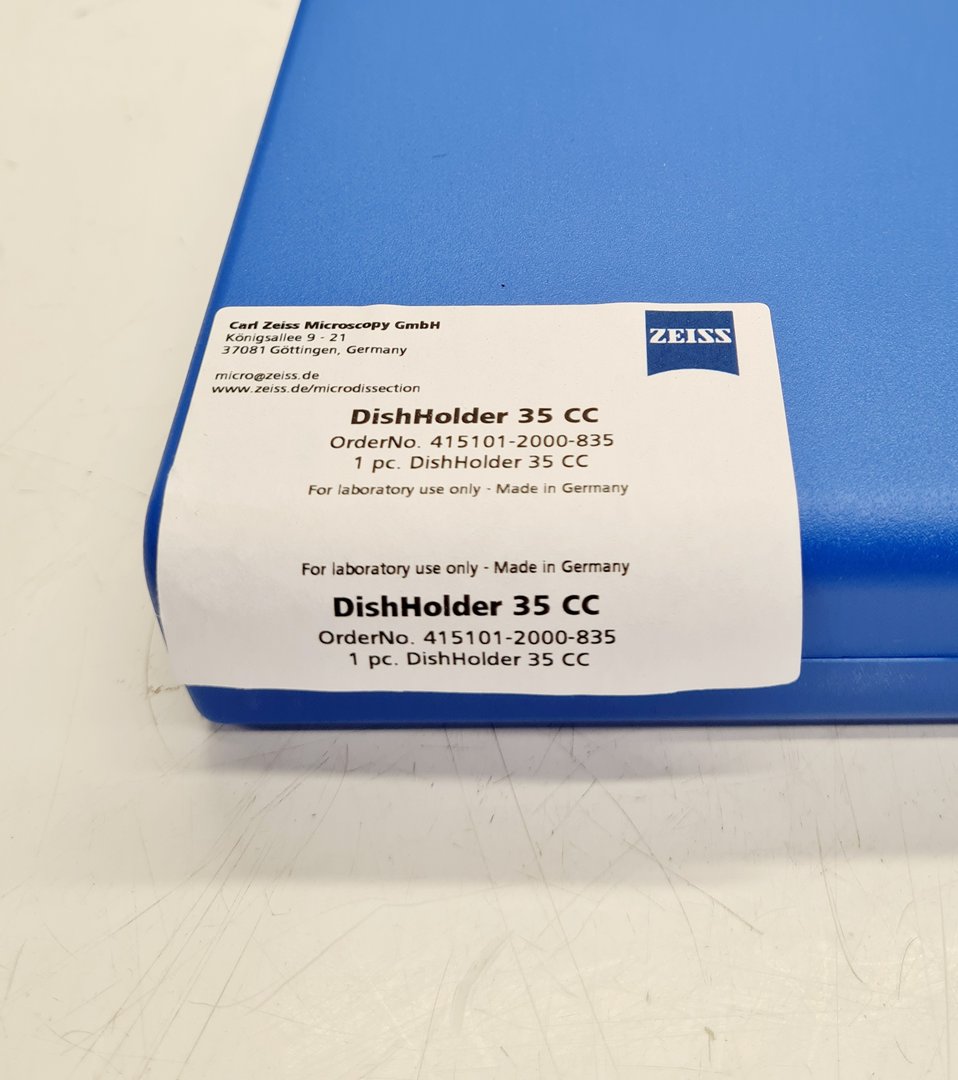 Carl Zeiss Microscopy GmbH
Königsallee 9 - 21
37081 Göttingen, Germany
micro@zeiss.de
www.zeiss.de/microdissection
ZEISS
DishHolder 35 CC
OrderNo. 415101-2000-835
1 pc. DishHolder 35 CC
For laboratory use only - Made in Germany
For laboratory use only - Made in Germany
DishHolder 35 CC
OrderNo. 415101-2000-835
1 pc. DishHolder 35 CC